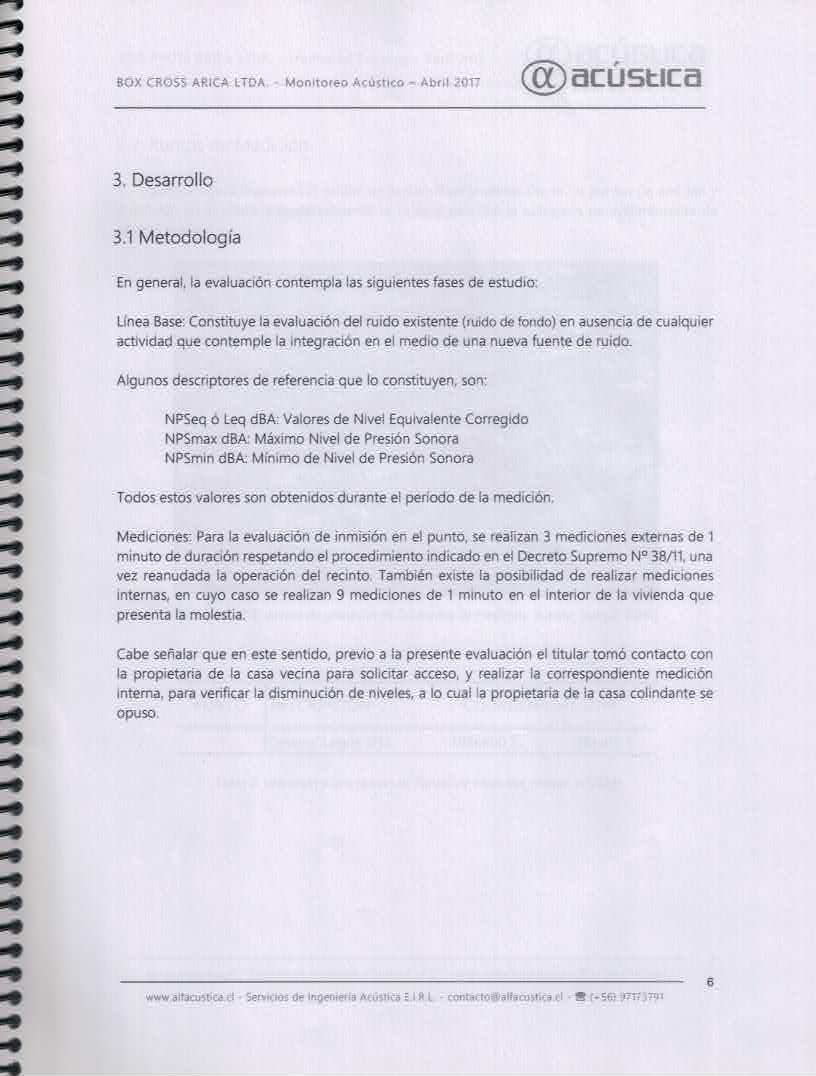 BOX CROSS ARICA LTDA. - Monitoreo Acústico – Abril 2017
α acústica
3. Desarrollo
3.1 Metodología
En general, la evaluación contempla las siguientes fases de estudio:
Línea Base: Constituye la evaluación del ruido existente (ruido de fondo) en ausencia de cualquier
actividad que contemple la integración en el medio de una nueva fuente de ruido.
Algunos descriptores de referencia que lo constituyen, son:
NPSeq ó Leq dBA: Valores de Nivel Equivalente Corregido
NPSmax dBA: Máximo Nivel de Presión Sonora
NPSmin dBA: Mínimo de Nivel de Presión Sonora
Todos estos valores son obtenidos durante el período de la medición.
Mediciones: Para la evaluación de inmisión en el punto, se realizan 3 mediciones externas de 1
minuto de duración respetando el procedimiento indicado en el Decreto Supremo Nº 38/11, una
vez reanudada la operación del recinto. También existe la posibilidad de realizar mediciones
internas, en cuyo caso se realizan 9 mediciones de 1 minuto en el interior de la vivienda que
presenta la molestia.
Cabe señalar que en este sentido, previo a la presente evaluación el titular tomó contacto con
la propietaria de la casa vecina para solicitar acceso, y realizar la correspondiente medición
interna, para verificar la disminución de niveles, a lo cual la propietaria de la casa colindante se
opuso.
6
www.alfacustica.cl - Servicios de Ingeniería Acústica E.I.R.L. - contacto@alfacustica.cl - ☎ (+56) 97173791